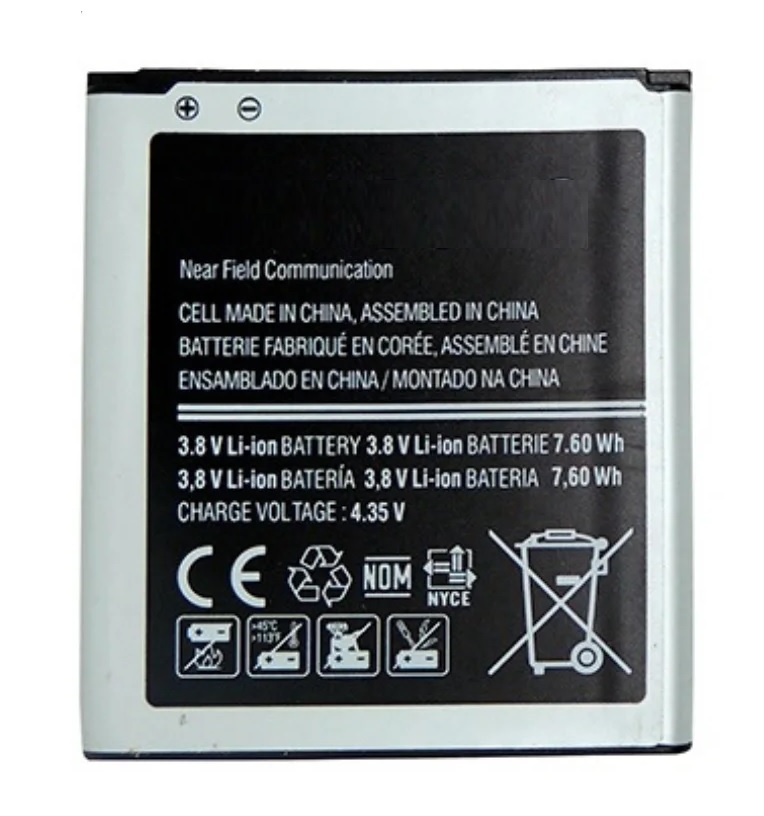 Near Field Communication
CELL MADE IN CHINA, ASSEMBLED IN CHINA
BATTERIE FABRIQUÉ EN CORÉE, ASSEMBLÉ EN CHINE
ENSAMBLADO EN CHINA / MONTADO NA CHINA
3.8 V Li-ion BATTERY 3.8 V Li-ion BATTERIE 7.60 Wh
3,8 V Li-ion BATERÍA 3,8 V Li-ion BATERIA 7,60 Wh
CHARGE VOLTAGE : 4.35 V
CE NOM NYCE
>45°C
>113°F